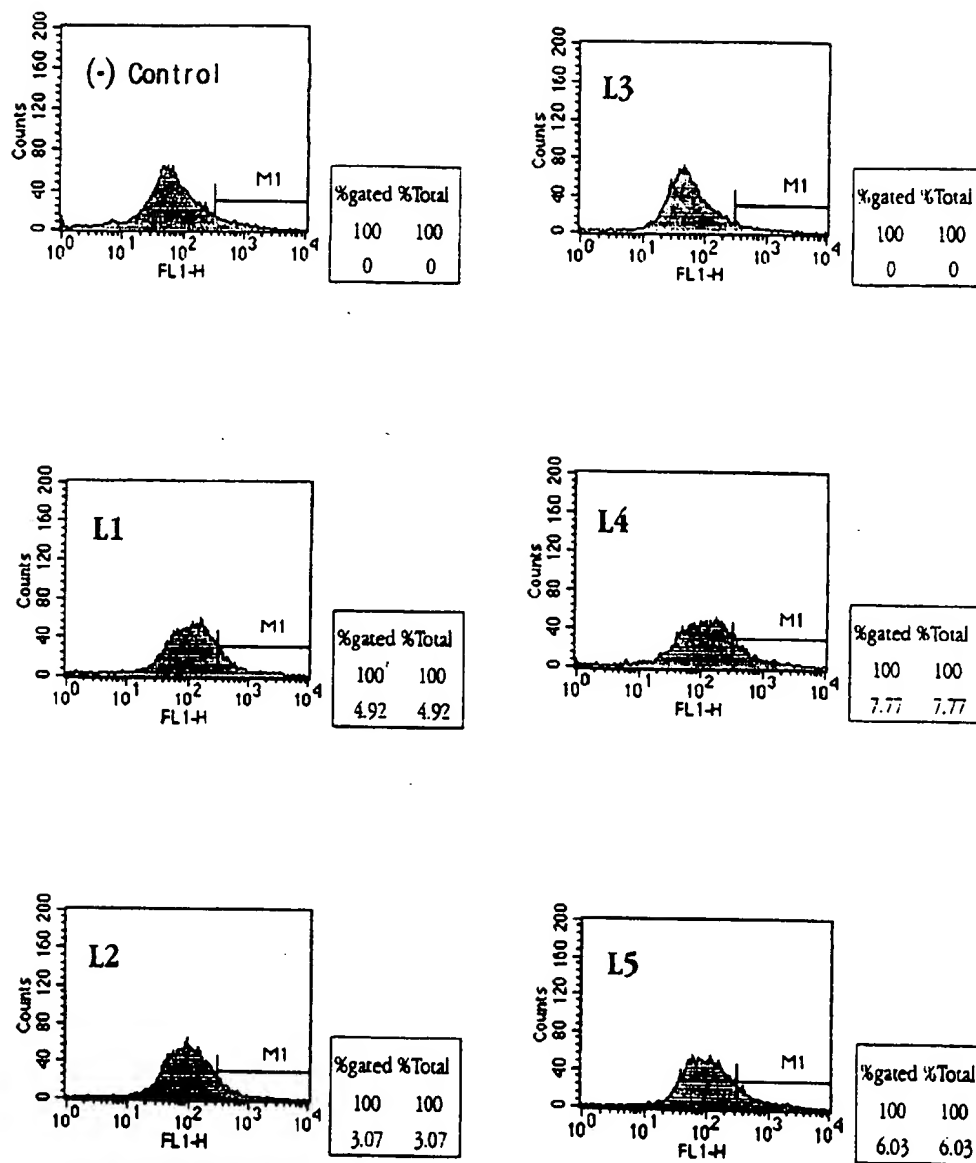 200
160
120
80
40
0
Counts
(-) Control
M1
10^0 10^1 10^2 10^3 10^4
FL1-H
%gated %Total
100 100
0 0
200
160
120
80
40
0
Counts
L3
M1
10^0 10^1 10^2 10^3 10^4
FL1-H
%gated %Total
100 100
0 0
200
160
120
80
40
0
Counts
L1
M1
10^0 10^1 10^2 10^3 10^4
FL1-H
%gated %Total
100 100
4.92 4.92
200
160
120
80
40
0
Counts
L4
M1
10^0 10^1 10^2 10^3 10^4
FL1-H
%gated %Total
100 100
7.77 7.77
200
160
120
80
40
0
Counts
L2
M1
10^0 10^1 10^2 10^3 10^4
FL1-H
%gated %Total
100 100
3.07 3.07
200
160
120
80
40
0
Counts
L5
M1
10^0 10^1 10^2 10^3 10^4
FL1-H
%gated %Total
100 100
6.03 6.03